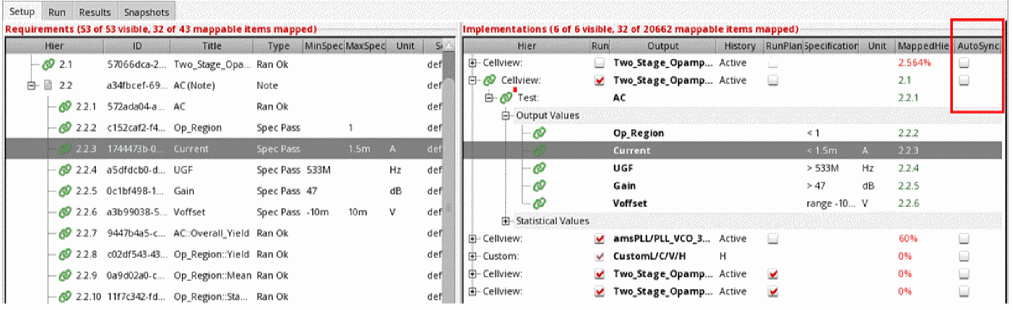 Setup Run Results Snapshots
Requirements (53 of 53 visible, 32 of 43 mappable items mapped)
Hier ID Title Type MinSpec MaxSpec Unit
2.1 57066dca-2... Two_Stage_Opa... Ran Ok def
2.2 a34fbcef-69... AC(Note) Note def
2.2.1 572ada04-a... AC Ran Ok def
2.2.2 c152caf2-f4... Op_Region Spec Pass 1 def
2.2.3 1744473b-0... Current Spec Pass 1.5m A def
2.2.4 a5dfdcb0-d... UGF Spec Pass 533M Hz def
2.2.5 0c1bf498-1... Gain Spec Pass 47 dB def
2.2.6 a3b99038-5... Voffset Spec Pass -10m 10m V def
2.2.7 9447b4a5-c... AC::Overall_Yield Ran Ok def
2.2.8 c02df543-43... Op_Region::Yield Ran Ok def
2.2.9 0a9d02a0-c... Op_Region::Mean Ran Ok def
2.2.10 11f7c342-fd... Op_Region::Sta... Ran Ok def
Implementations (6 of 6 visible, 32 of 20662 mappable items mapped)
Hier Run Output History RunPlan Specification Unit MappedHie AutoSync
Cellview: Two_Stage_Opamp... Active 2.564%
Cellview: Two_Stage_Opamp... Active 2.1
Test: AC 2.2.1
Output Values
Op_Region < 1 2.2.2
Current < 1.5m A 2.2.3
UGF > 533M Hz 2.2.4
Gain > 47 dB 2.2.5
Voffset range -10... V 2.2.6
Statistical Values
Cellview: amsPLL/PLL_VCO_3... Active 60%
Custom: CustomL/C/V/H H 0%
Cellview: Two_Stage_Opamp... Active 0%
Cellview: Two_Stage_Opamp... Active 0%